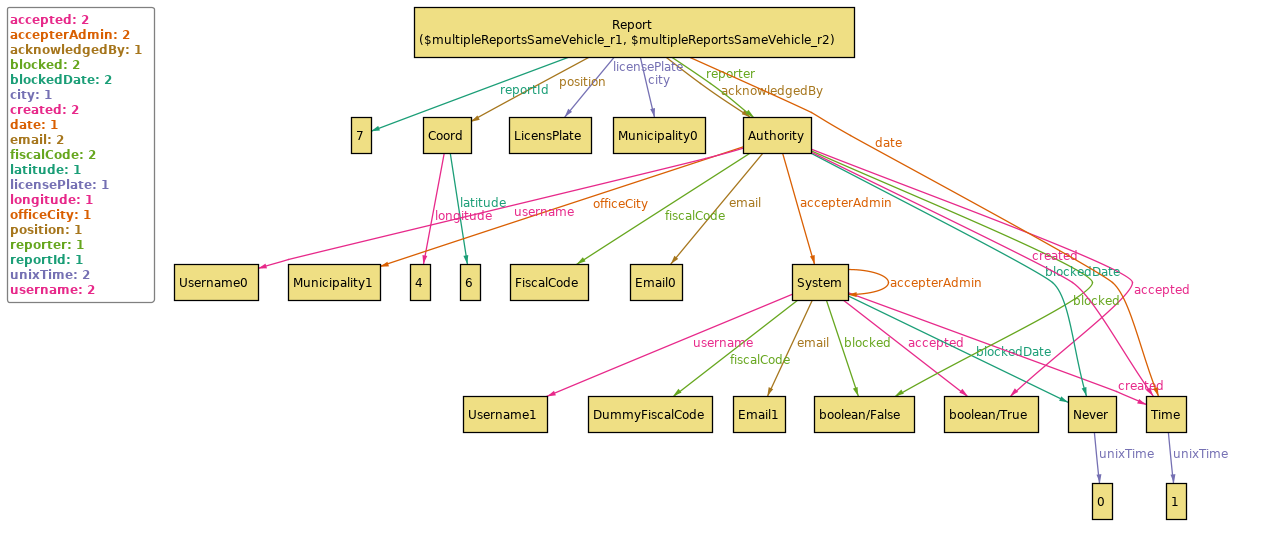 accepted: 2
accepterAdmin: 2
acknowledgedBy: 1
blocked: 2
blockedDate: 2
city: 1
created: 2
date: 1
email: 2
fiscalCode: 2
latitude: 1
licensePlate: 1
longitude: 1
officeCity: 1
position: 1
reporter: 1
reportId: 1
unixTime: 2
username: 2
Report
($multipleReportsSameVehicle_r1, $multipleReportsSameVehicle_r2)
licensePlate
reporter
position
city
reportId
acknowledgedBy
7
Coord
LicensPlate
Municipality0
Authority
date
latitude
officeCity
email
accepterAdmin
longitude
username
fiscalCode
created
blockedDate
Username0
Municipality1
4
6
FiscalCode
Email0
System
accepterAdmin
accepted
blocked
username
email
blocked
accepted
blockedDate
fiscalCode
created
Username1
DummyFiscalCode
Email1
boolean/False
boolean/True
Never
Time
unixTime
unixTime
0
1